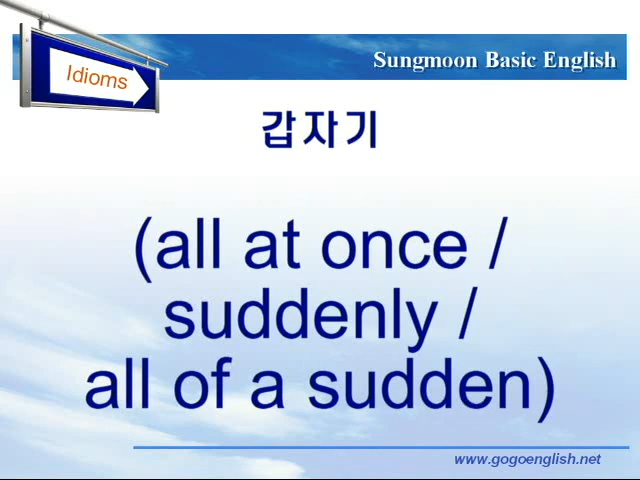 Idioms
Sungmoon Basic English
갑자기
(all at once /
suddenly /
all of a sudden)
www.gogoenglish.net